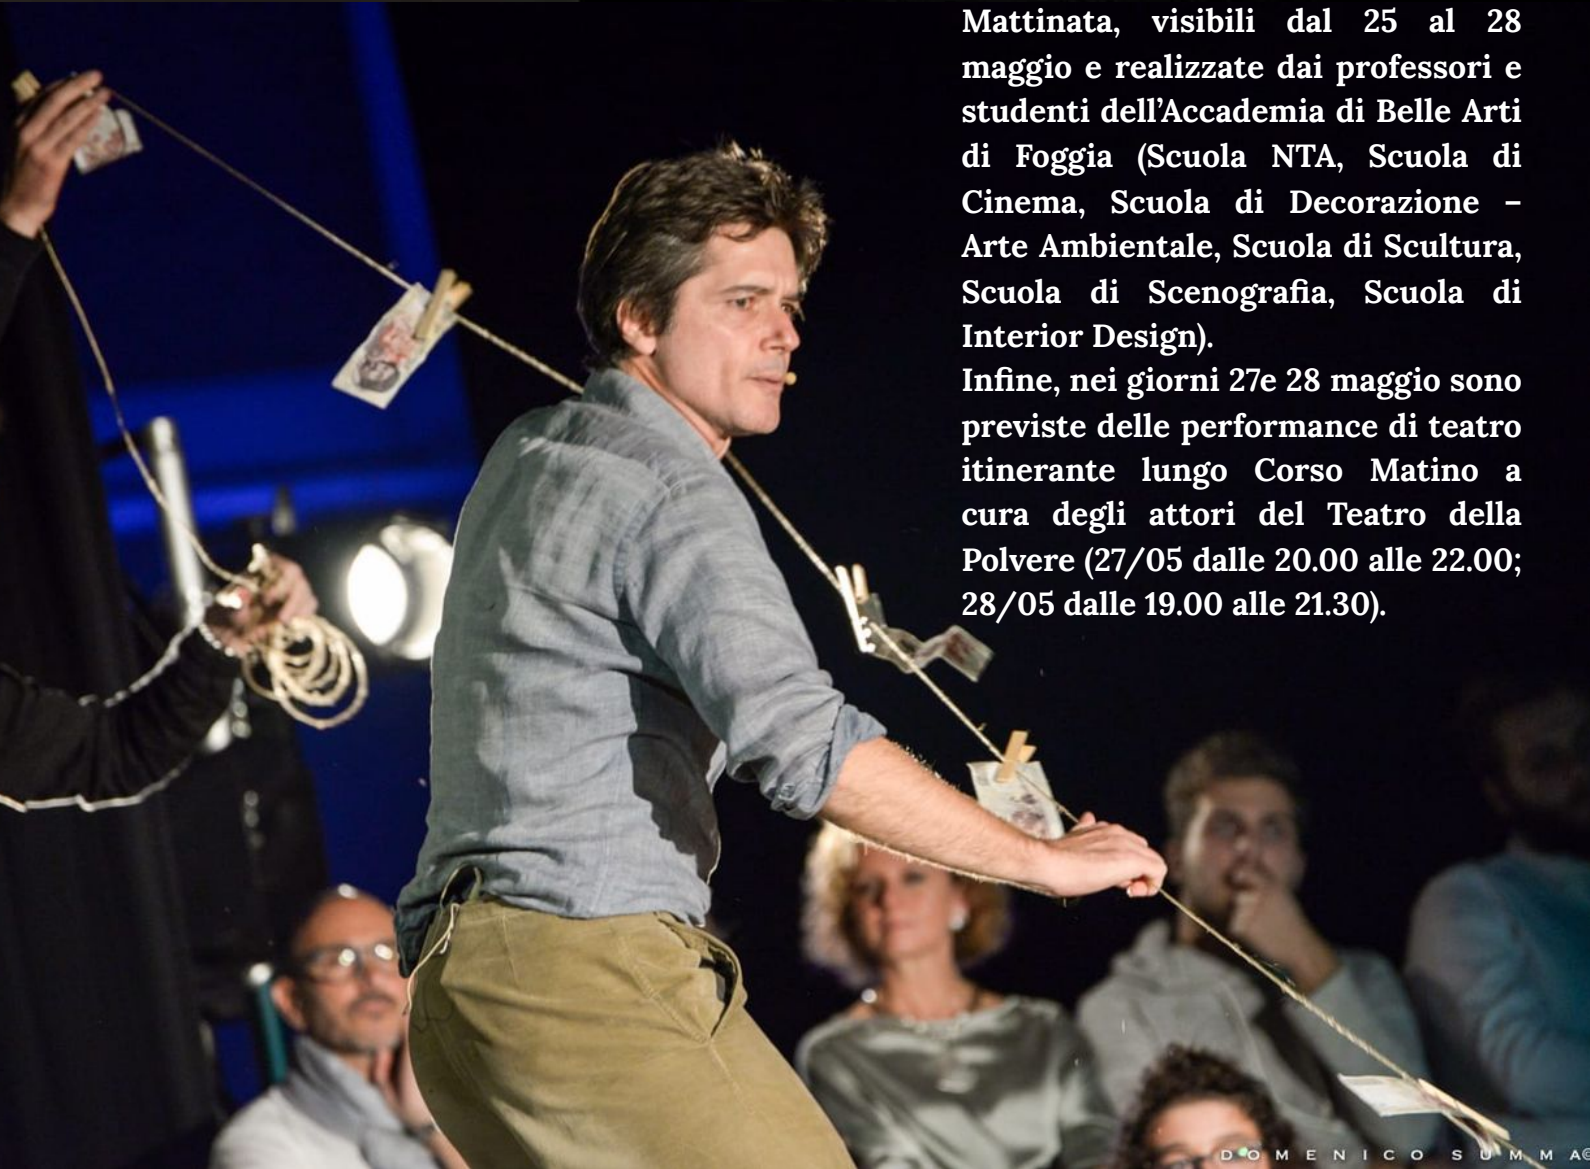 Mattinata, visibili dal 25 al 28
maggio e realizzate dai professori e
studenti dell’Accademia di Belle Arti
di Foggia (Scuola NTA, Scuola di
Cinema, Scuola di Decorazione –
Arte Ambientale, Scuola di Scultura,
Scuola di Scenografia, Scuola di
Interior Design).
Infine, nei giorni 27e 28 maggio sono
previste delle performance di teatro
itinerante lungo Corso Matino a
cura degli attori del Teatro della
Polvere (27/05 dalle 20.00 alle 22.00;
28/05 dalle 19.00 alle 21.30).
DOMENICO SUMMA©